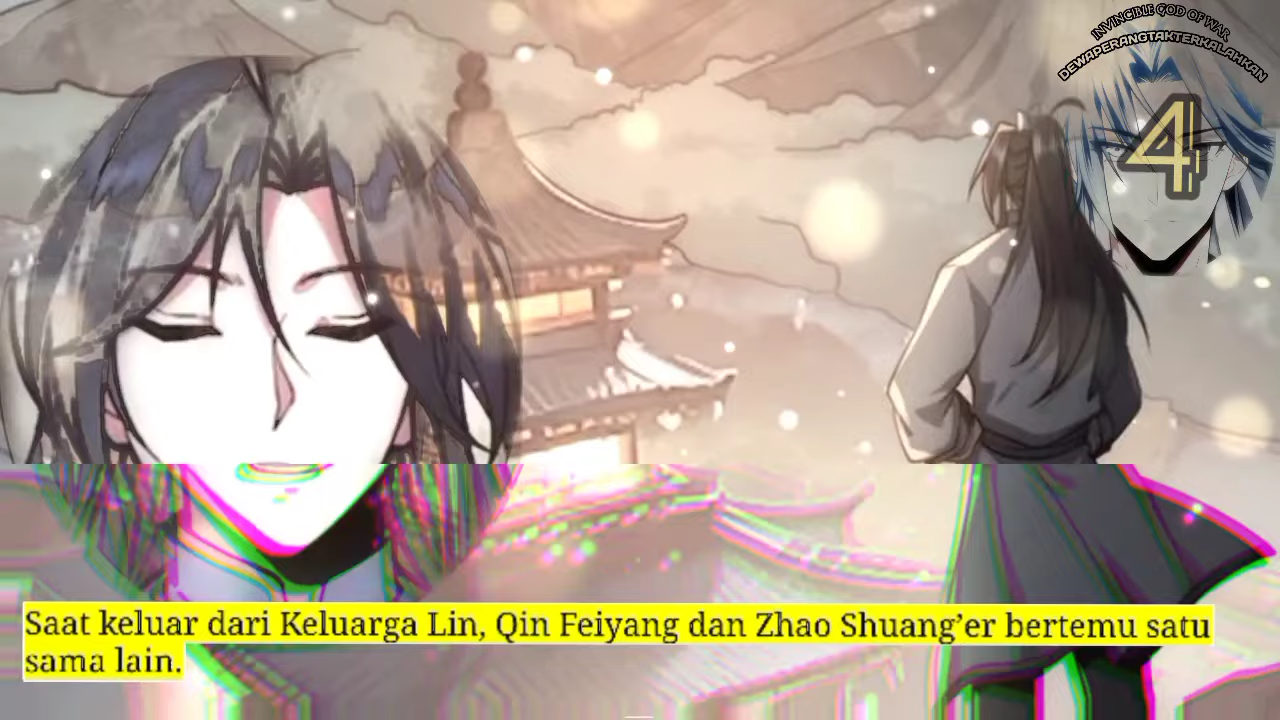 INVINCIBLE GOD OF WAR
DEWAPERANGTAKTERKALAHKAN
4
Saat keluar dari Keluarga Lin, Qin Feiyang dan Zhao Shuang’er bertemu satu
sama lain.